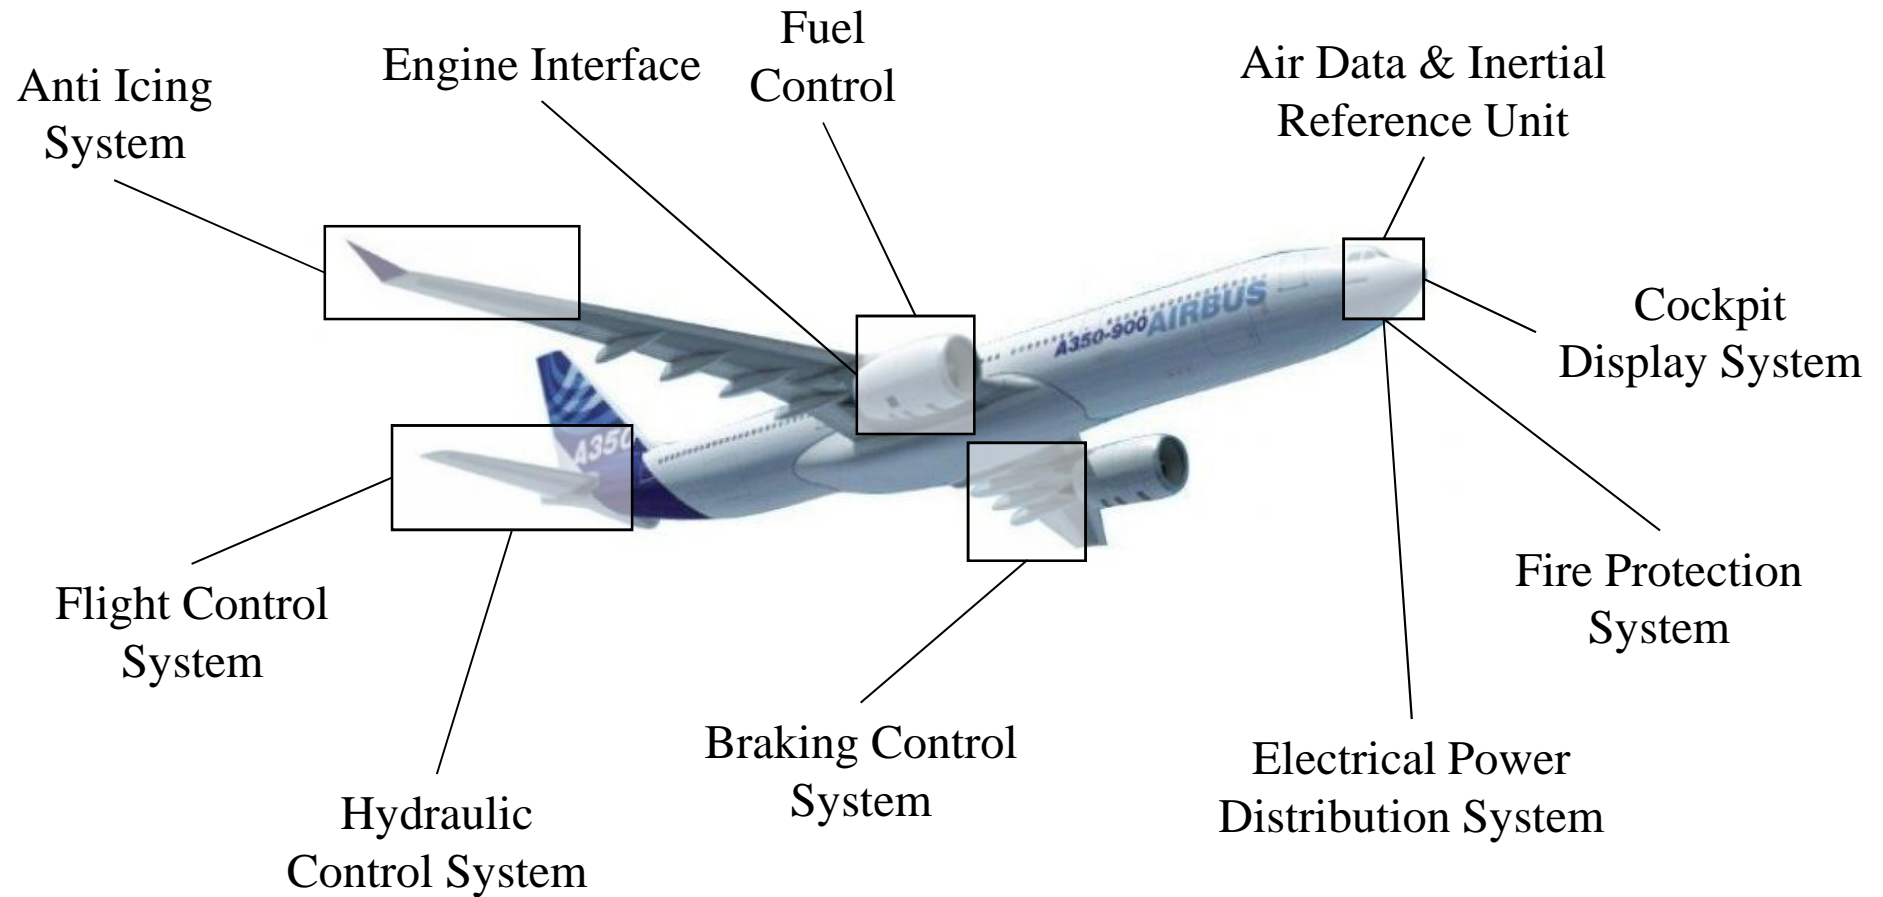 Fuel
Control
Engine Interface
Air Data & Inertial
Reference Unit
Anti Icing
System
Cockpit
Display System
AIRBUS
A350-900
A350
Fire Protection
System
Flight Control
System
Braking Control
System
Electrical Power
Distribution System
Hydraulic
Control System